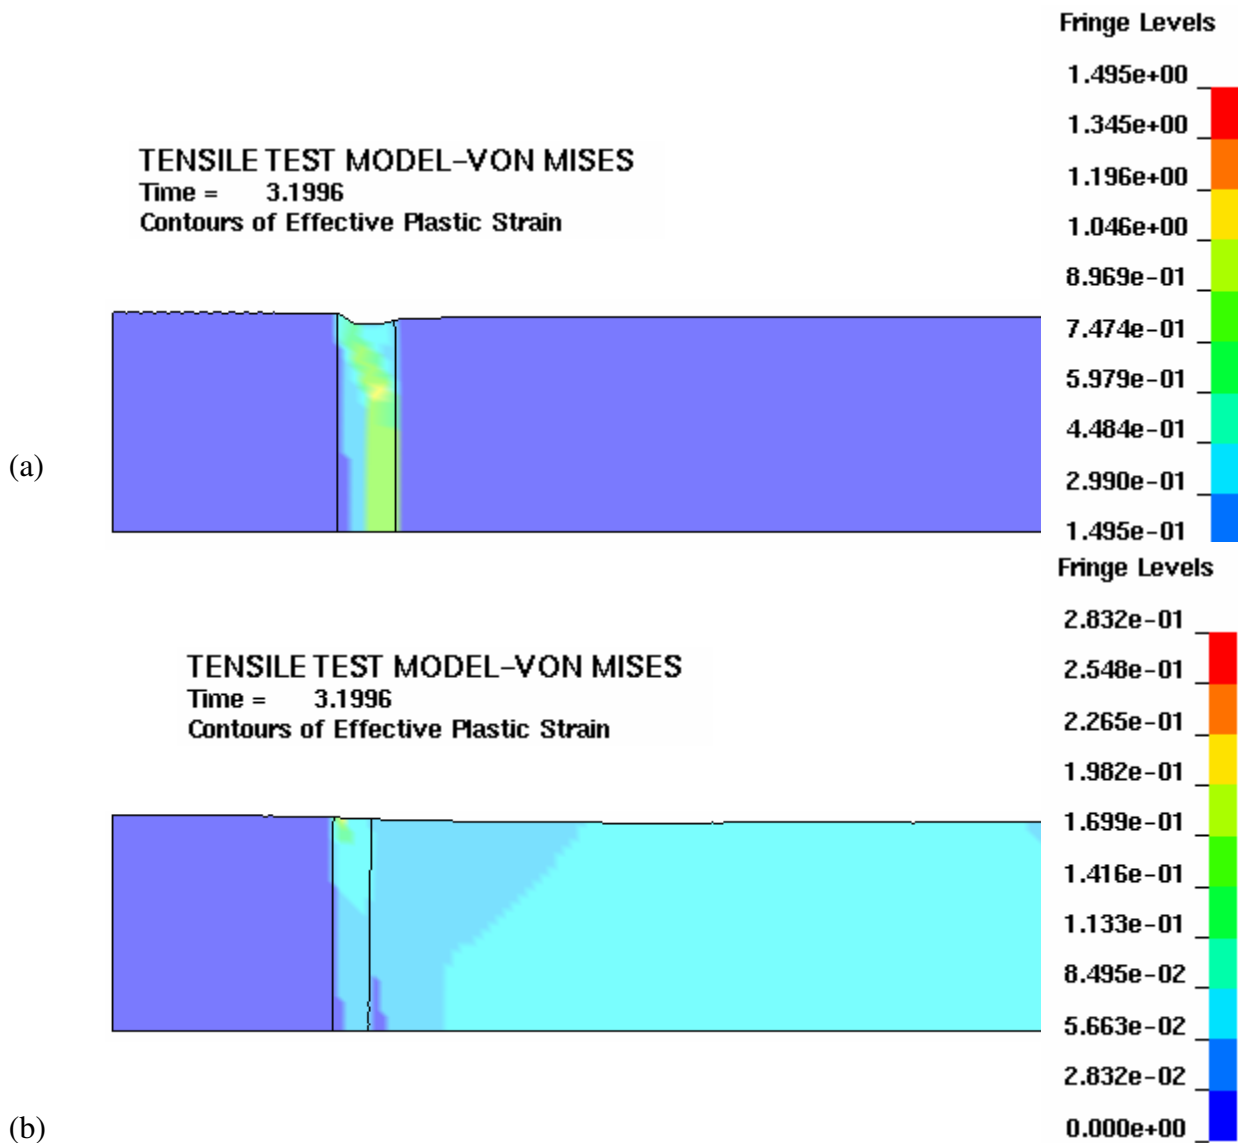 Fringe Levels
1.495e+00
1.345e+00
1.196e+00
1.046e+00
8.969e-01
7.474e-01
5.979e-01
4.484e-01
2.990e-01
1.495e-01
TENSILE TEST MODEL-VON MISES
Time = 3.1996
Contours of Effective Plastic Strain
(a)
Fringe Levels
2.832e-01
2.548e-01
2.265e-01
1.982e-01
1.699e-01
1.416e-01
1.133e-01
8.495e-02
5.663e-02
2.832e-02
0.000e+00
TENSILE TEST MODEL-VON MISES
Time = 3.1996
Contours of Effective Plastic Strain
(b)